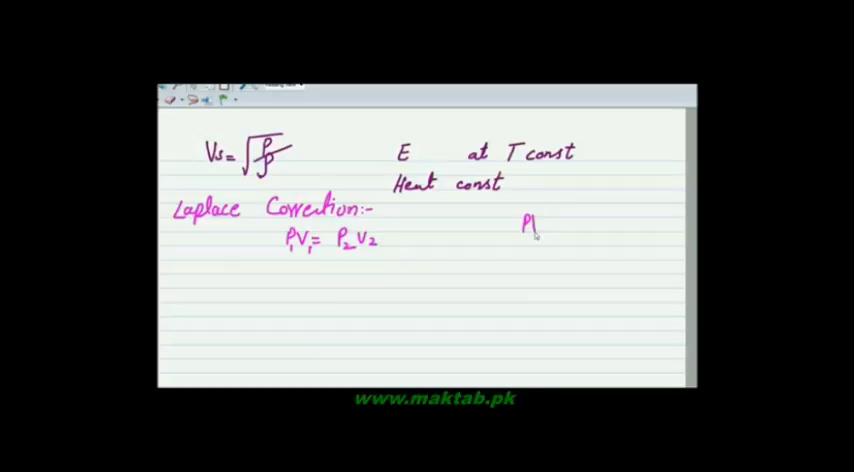 Vs = √P/ρ E at T const
Heat const
Laplace Correction:-
P₁V₁ = P₂V₂ P
www.maktab.pk